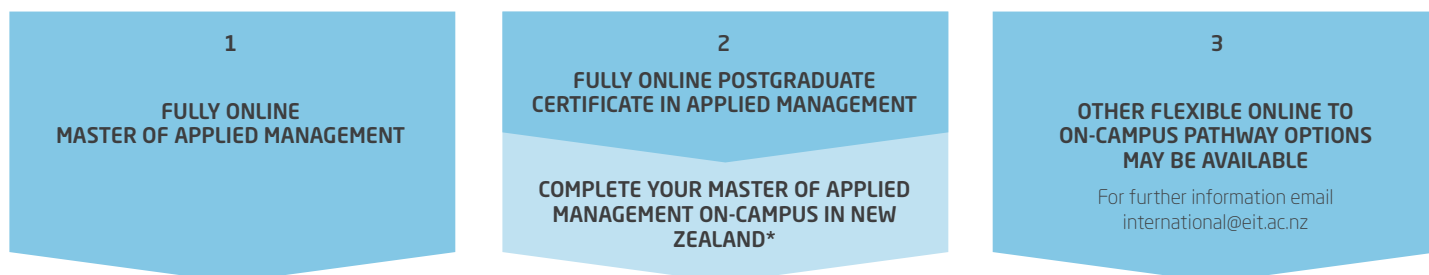 1
FULLY ONLINE
MASTER OF APPLIED MANAGEMENT
2
FULLY ONLINE POSTGRADUATE
CERTIFICATE IN APPLIED MANAGEMENT
COMPLETE YOUR MASTER OF APPLIED
MANAGEMENT ON-CAMPUS IN NEW
ZEALAND*
3
OTHER FLEXIBLE ONLINE TO
ON-CAMPUS PATHWAY OPTIONS
MAY BE AVAILABLE
For further information email
international@eit.ac.nz